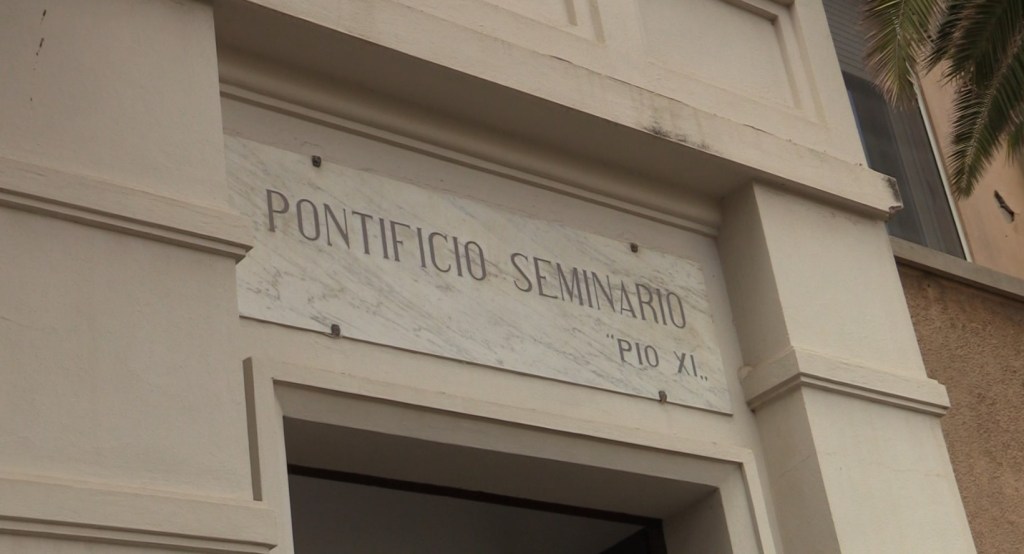 PONTIFICIO SEMINARIO
"PIO XI„